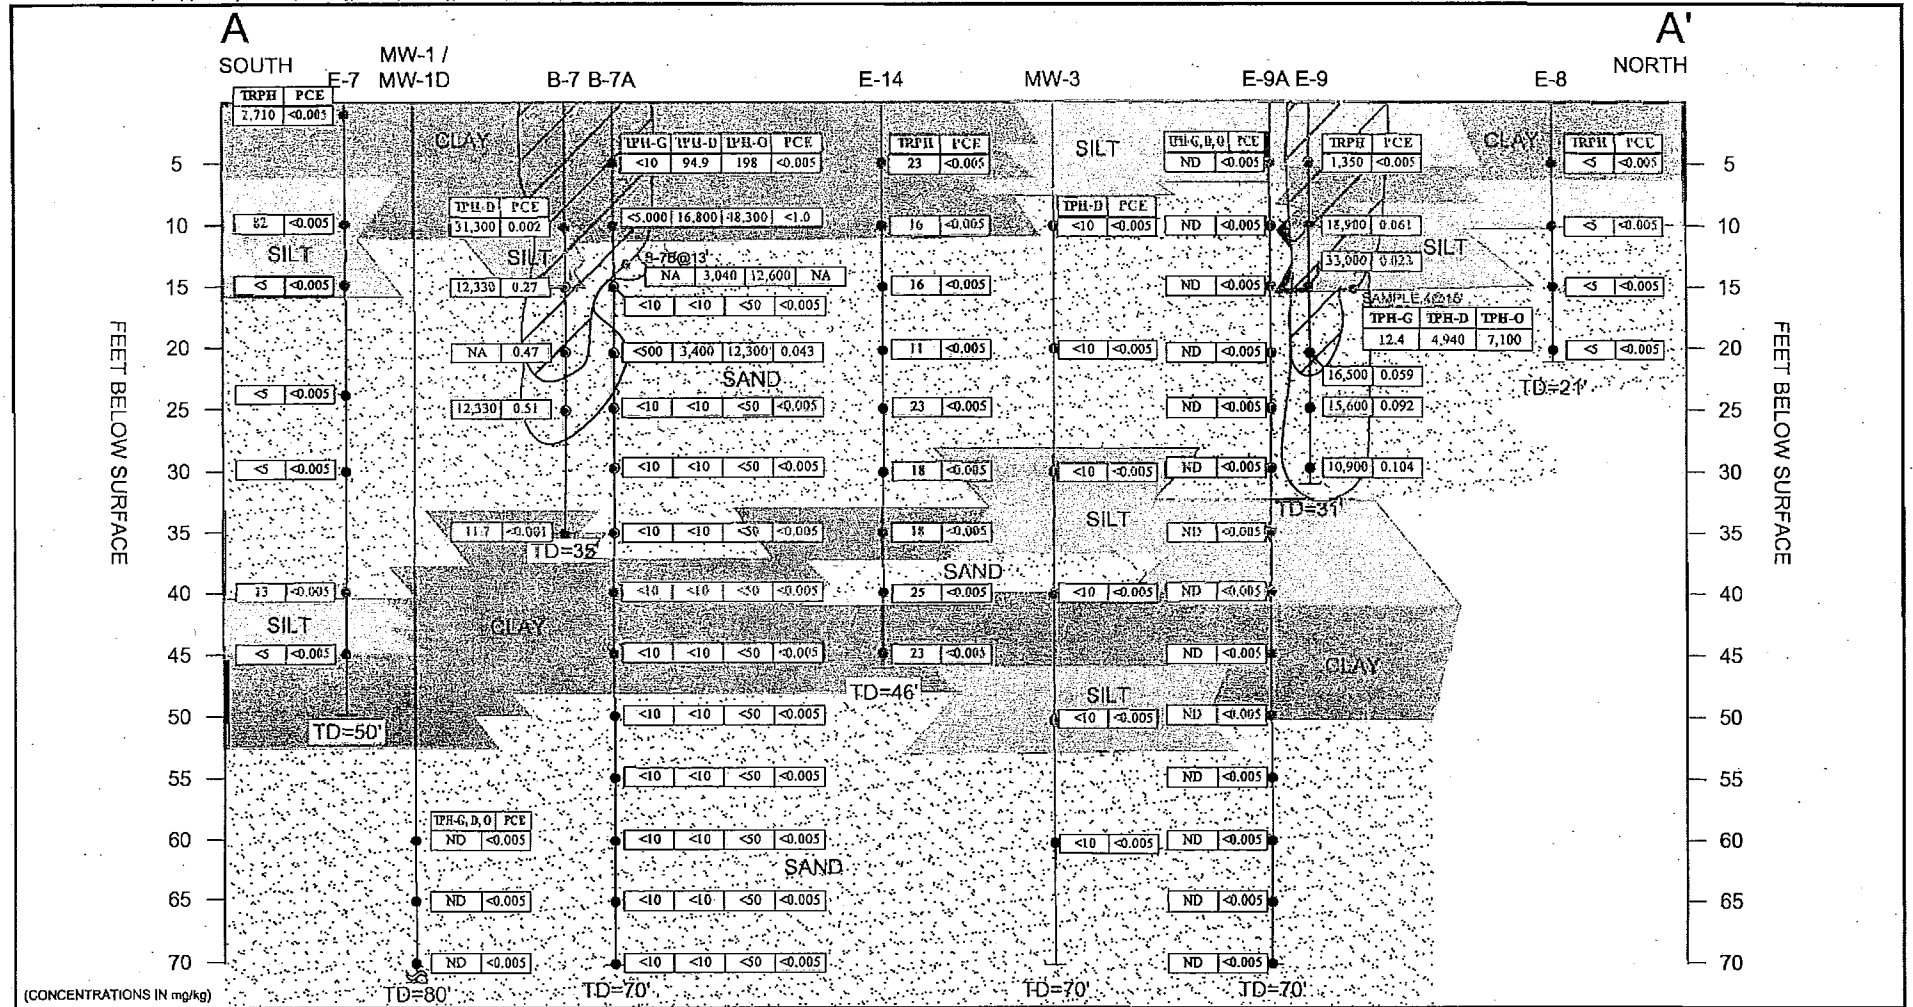 A
A'
SOUTH
NORTH
E-7
MW-1 /
MW-1D
B-7 B-7A
E-14
MW-3
E-9A E-9
E-8
TRPH PCE
2,710 <0.005
82 <0.005
SILT
<5 <0.005
<5 <0.005
<5 <0.005
13 <0.005
SILT
<5 <0.005
TD=50'
CLAY
TPH-D PCE
31,300 0.002
SILT
12,330 0.27
NA 0.47
12,330 0.51
11.7 <0.001
TD=35'
CLAY
TPH-G, D, O PCE
ND <0.005
ND <0.005
ND <0.005
TD=80'
TPH-G TPH-D TPH-O PCE
<10 94.9 198 <0.005
<5,000 16,800 48,300 <1.0
B-7B@13'
NA 3,040 12,600 NA
<10 <10 <50 <0.005
<500 3,400 12,300 0.043
SAND
<10 <10 <50 <0.005
<10 <10 <50 <0.005
<10 <10 <50 <0.005
<10 <10 <50 <0.005
<10 <10 <50 <0.005
<10 <10 <50 <0.005
<10 <10 <50 <0.005
<10 <10 <50 <0.005
SAND
<10 <10 <50 <0.005
<10 <10 <50 <0.005
TD=70'
TRPH PCE
23 <0.005
16 <0.005
16 <0.005
11 <0.005
23 <0.005
18 <0.005
18 <0.005
SAND
25 <0.005
23 <0.005
TD=46'
SILT
TPH-D PCE
<10 <0.005
<10 <0.005
<10 <0.005
SILT
<10 <0.005
SILT
<10 <0.005
<10 <0.005
TD=70'
TPH-G, D, O PCE
ND <0.005
ND <0.005
ND <0.005
ND <0.005
ND <0.005
ND <0.005
ND <0.005
ND <0.005
ND <0.005
ND <0.005
ND <0.005
ND <0.005
ND <0.005
ND <0.005
TD=70'
TRPH PCE
1,350 <0.005
18,900 0.061
SILT
33,000 0.023
SAMPLE 4@15'
TPH-G TPH-D TPH-O
12.4 4,940 7,100
16,500 0.059
15,600 0.092
10,900 0.104
TD=31'
CLAY
CLAY
TRPH PCE
<5 <0.005
<5 <0.005
<5 <0.005
<5 <0.005
TD=21'
FEET BELOW SURFACE
5
10
15
20
25
30
35
40
45
50
55
60
65
70
FEET BELOW SURFACE
5
10
15
20
25
30
35
40
45
50
55
60
65
70
(CONCENTRATIONS IN mg/kg)